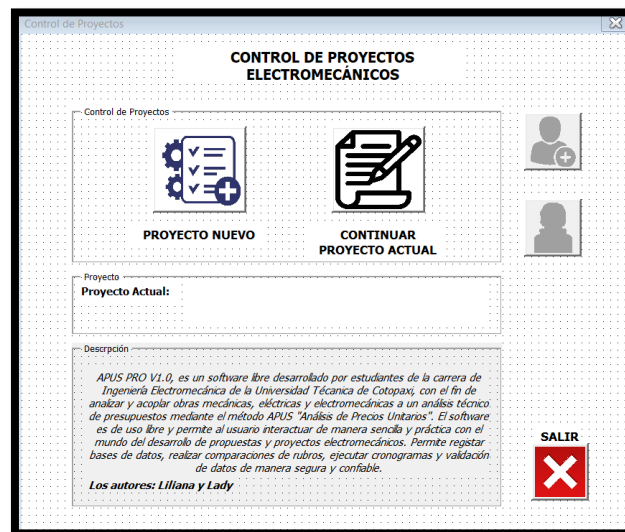 Control de Proyectos
CONTROL DE PROYECTOS
ELECTROMECÁNICOS
Control de Proyectos
PROYECTO NUEVO
CONTINUAR
PROYECTO ACTUAL
Proyecto
Proyecto Actual:
Descrpción
APUS PRO V1.0, es un software libre desarrollado por estudiantes de la carrera de
Ingeniería Electromecánica de la Universidad Técanica de Cotopaxi, con el fin de
analizar y acoplar obras mecánicas, eléctricas y electromecánicas a un análisis técnico
de presupuestos mediante el método APUS "Análisis de Precios Unitarios". El software
es de uso libre y permite al usuario interactuar de manera sencilla y práctica con el
mundo del desarollo de propuestas y proyectos electromecánicos. Permite registar
bases de datos, realzar comparaciones de rubros, ejecutar cronogramas y validación
de datos de manera segura y confiable.
Los autores: Liliana y Lady
SALIR